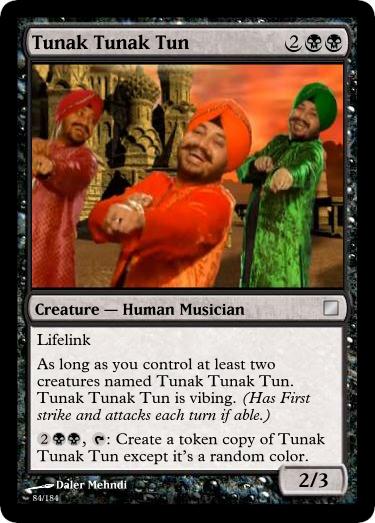 Tunak Tunak Tun 2
Creature — Human Musician
Lifelink
As long as you control at least two
creatures named Tunak Tunak Tun.
Tunak Tunak Tun is vibing. (Has First
strike and attacks each turn if able.)
2, : Create a token copy of Tunak
Tunak Tun except it's a random color.
2/3
Daler Mehndi
84/184